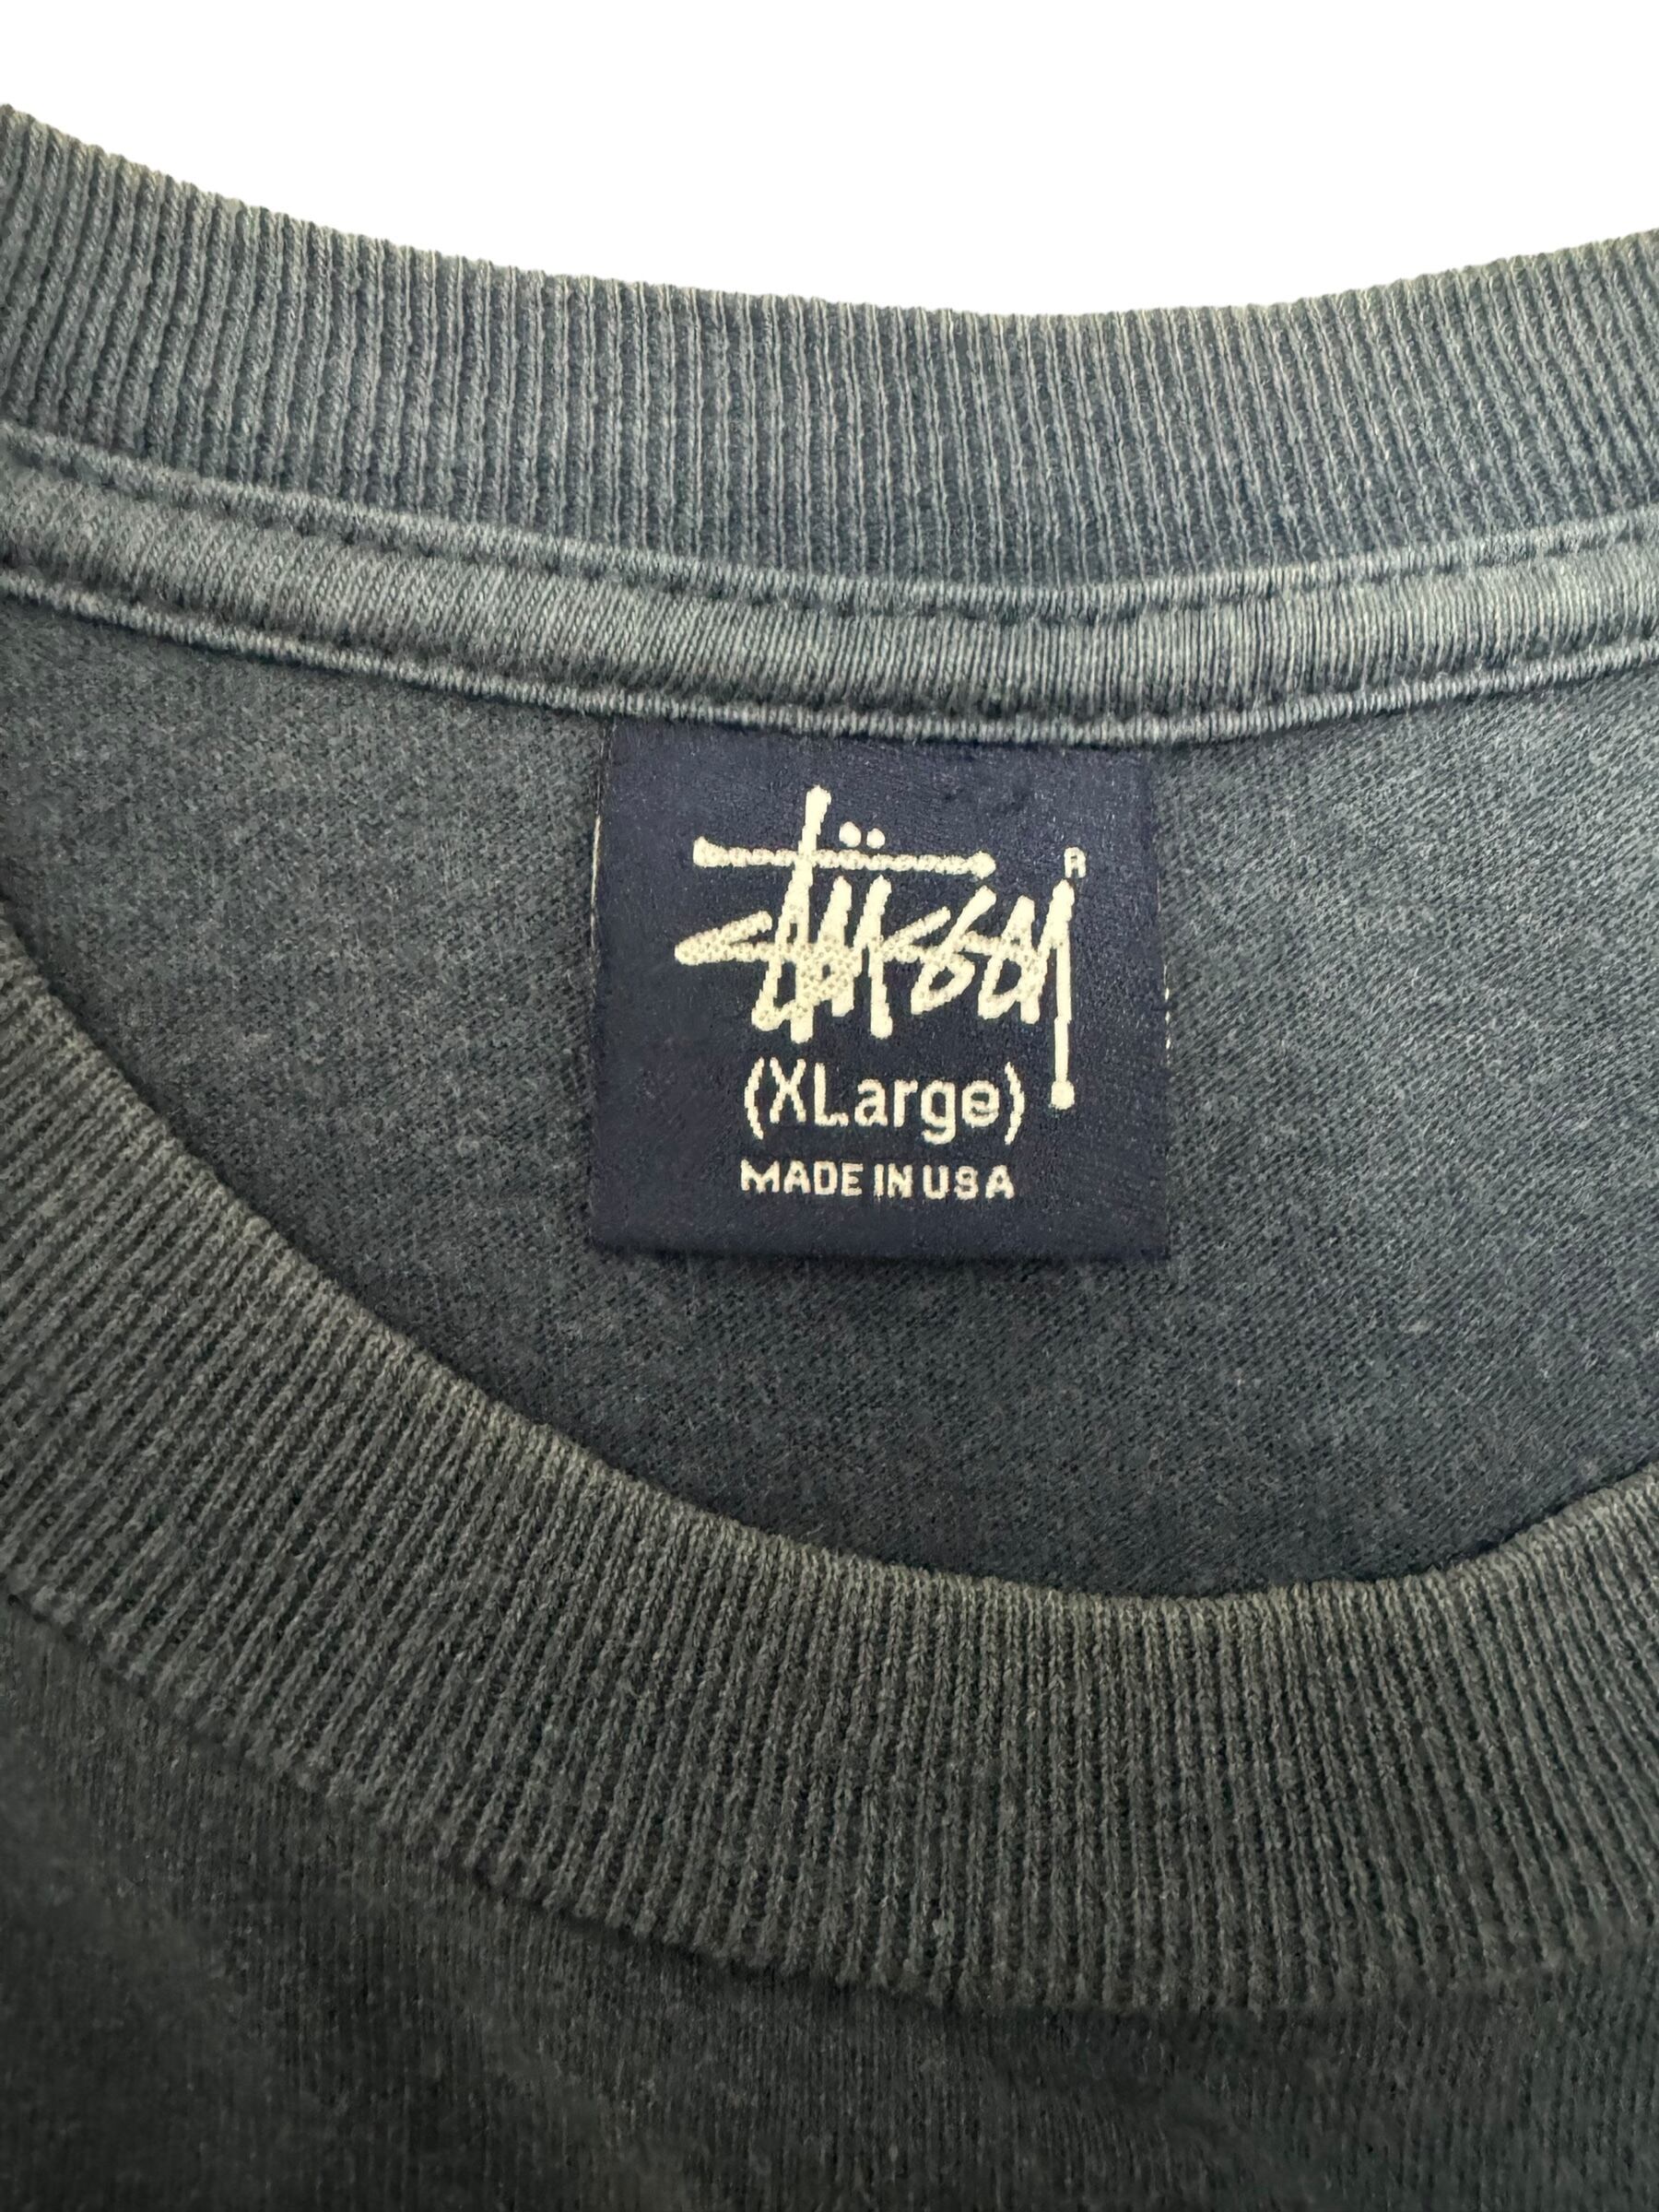 Stüssy ®
(XLarge)
MADE IN USA